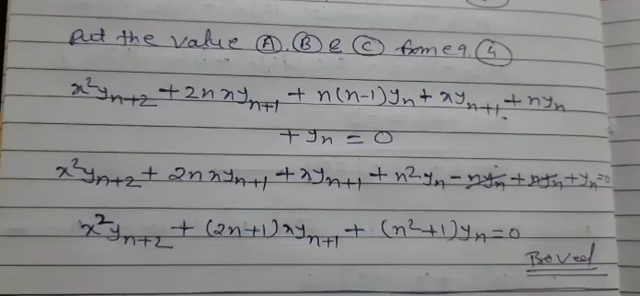 put the value Ⓐ, Ⓑ & Ⓒ from eq. ④
x²yₙ₊₂ + 2nxyₙ₊₁ + n(n-1)yₙ + xyₙ₊₁ + nyₙ
+ yₙ = 0
x²yₙ₊₂ + 2nxyₙ₊₁ + xyₙ₊₁ + n²yₙ - nyₙ + nyₙ + yₙ = 0
x²yₙ₊₂ + (2n+1)xyₙ₊₁ + (n²+1)yₙ = 0
Proved